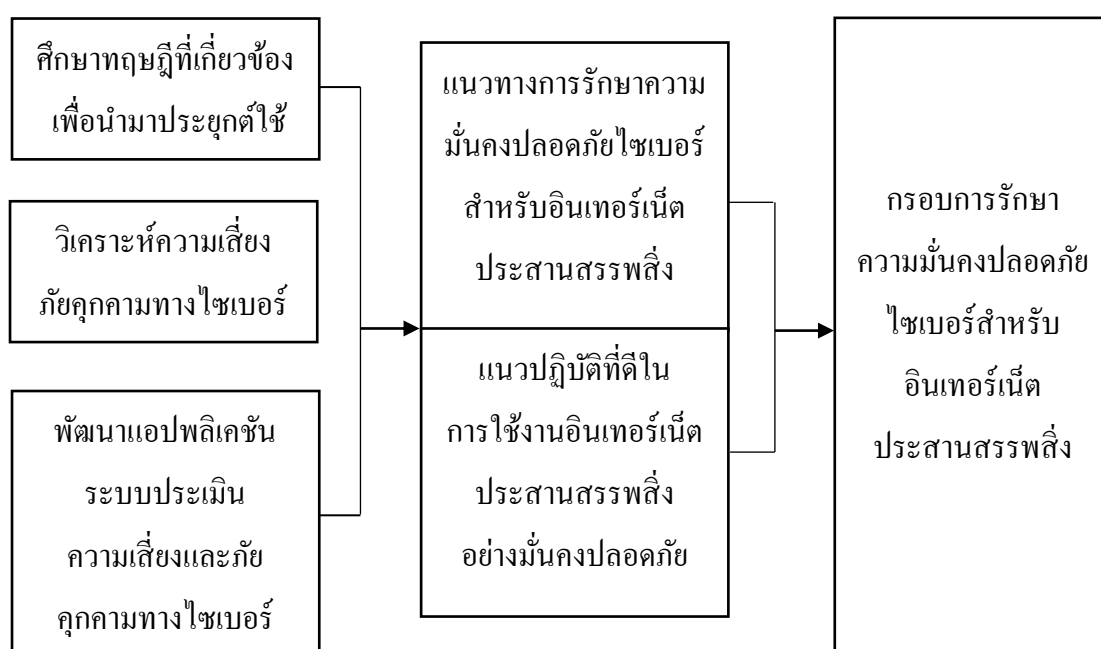 ศึกษาทฤษฎีที่เกี่ยวข้อง
เพื่อนำมาประยุกต์ใช้
วิเคราะห์ความเสี่ยง
ภัยคุกคามทางไซเบอร์
พัฒนาแอปพลิเคชัน
ระบบประเมิน
ความเสี่ยงและภัย
คุกคามทางไซเบอร์
แนวทางการรักษาความ
มั่นคงปลอดภัยไซเบอร์
สำหรับอินเทอร์เน็ต
ประสานสรรพสิ่ง
แนวปฏิบัติที่ดีใน
การใช้งานอินเทอร์เน็ต
ประสานสรรพสิ่ง
อย่างมั่นคงปลอดภัย
กรอบการรักษา
ความมั่นคงปลอดภัย
ไซเบอร์สำหรับ
อินเทอร์เน็ต
ประสานสรรพสิ่ง